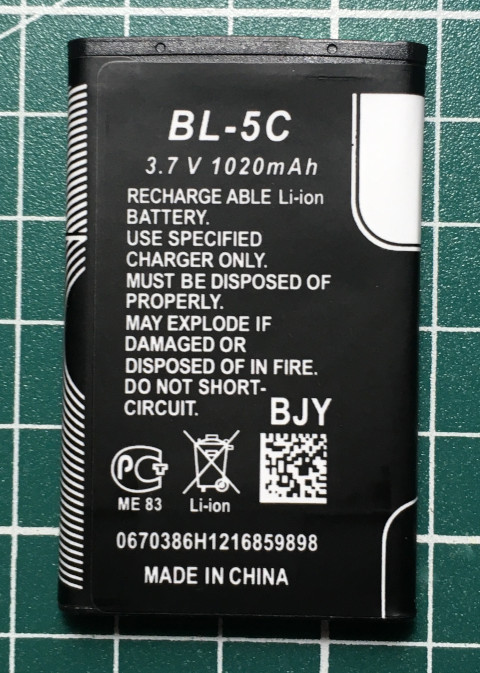 BL-5C
3.7 V 1020mAh
RECHARGE ABLE Li-ion
BATTERY.
USE SPECIFIED
CHARGER ONLY.
MUST BE DISPOSED OF
PROPERLY.
MAY EXPLODE IF
DAMAGED OR
DISPOSED OF IN FIRE.
DO NOT SHORT-
CIRCUIT.
BJY
ME 83
Li-ion
0670386H1216859898
MADE IN CHINA